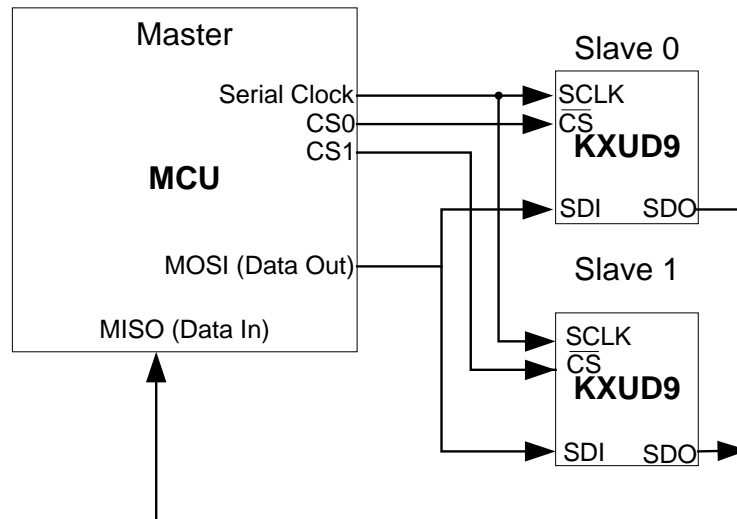 Master
Serial Clock
CS0
CS1
MCU
MOSI (Data Out)
MISO (Data In)
Slave 0
SCLK
CS
KXUD9
SDI SDO
Slave 1
SCLK
CS
KXUD9
SDI SDO